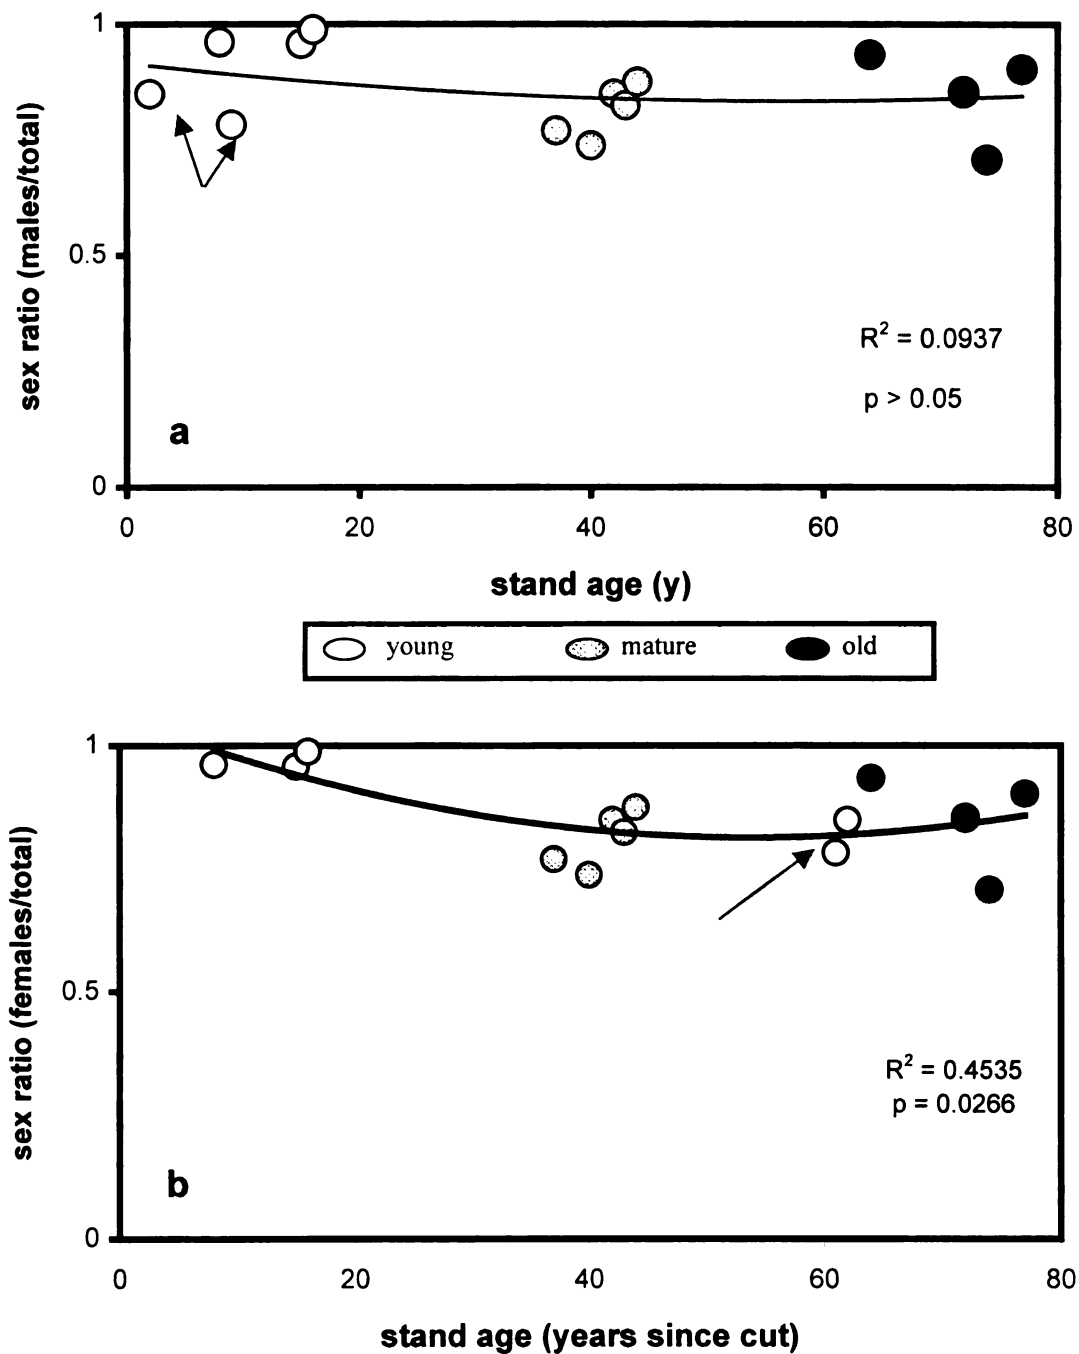 1
0.5
0
sex ratio (males/total)
R² = 0.0937
p > 0.05
a
0 20 40 60 80
stand age (y)
young mature old
1
0.5
0
sex ratio (females/total)
R² = 0.4535
p = 0.0266
b
0 20 40 60 80
stand age (years since cut)